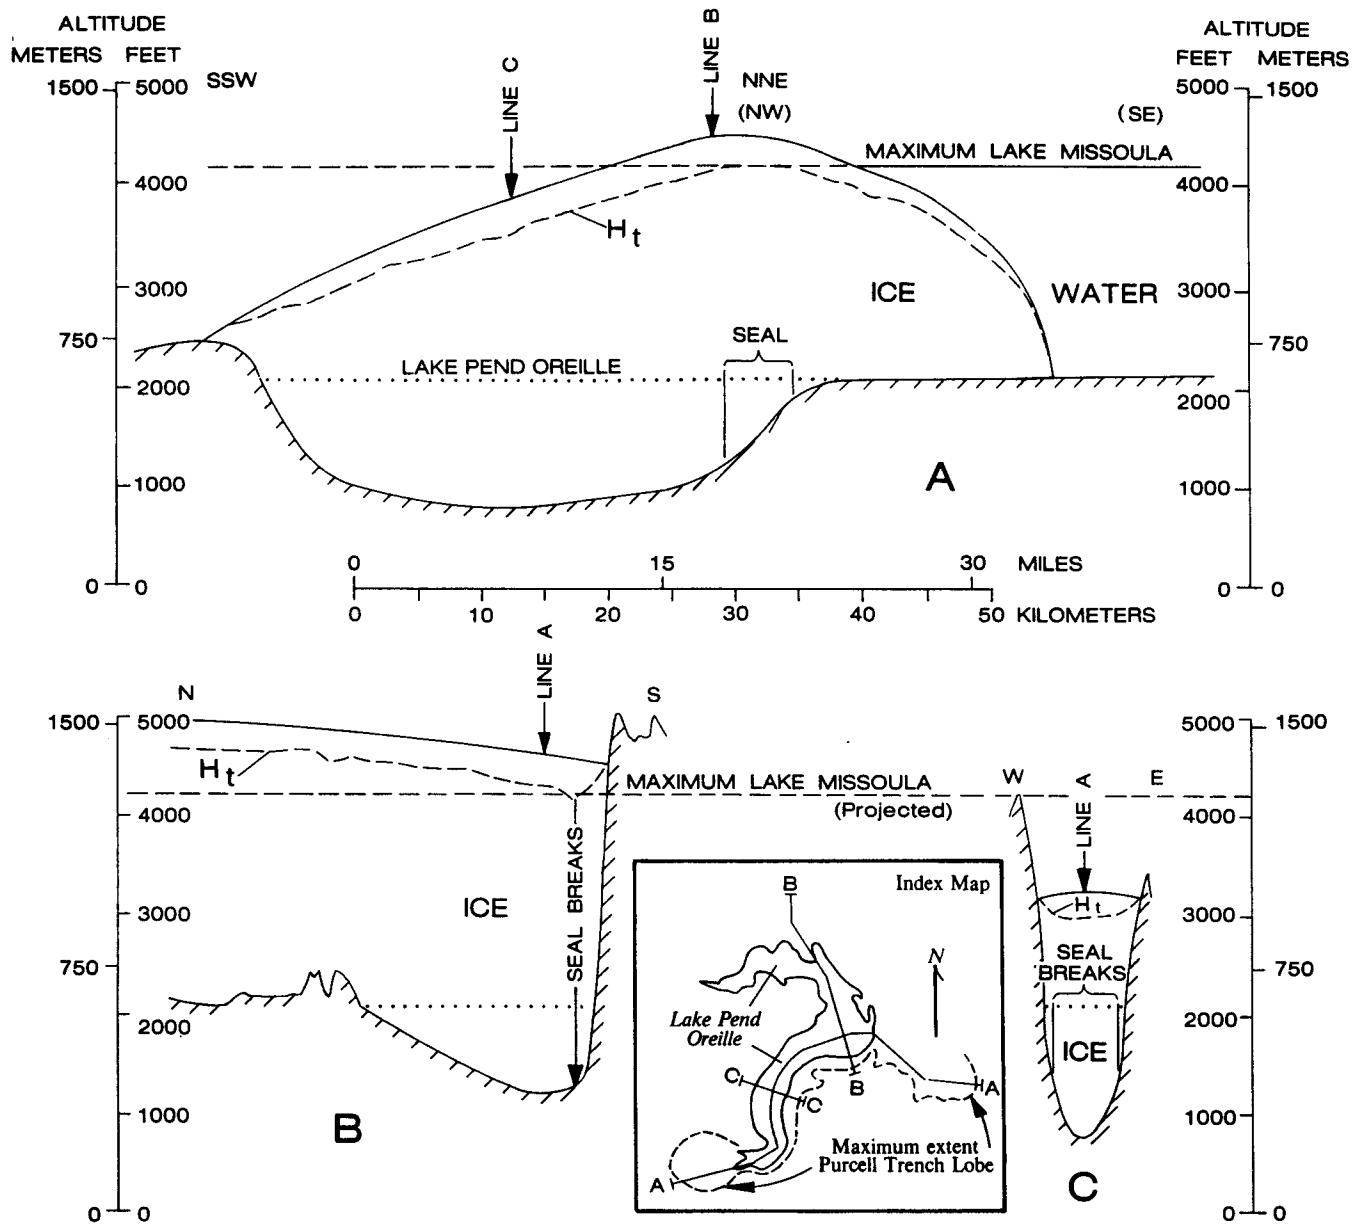 ALTITUDE
METERS FEET
1500 5000
SSW
LINE C
LINE B
NNE
(NW)
(SE)
ALTITUDE
FEET METERS
5000 1500
MAXIMUM LAKE MISSOULA
4000
4000
Ht
3000
ICE
WATER
3000
750
SEAL
750
LAKE PEND OREILLE
2000
2000
1000
A
1000
0 15 30 MILES
0 0
0 0
0 10 20 30 40 50 KILOMETERS
LINE A
N
S
1500 5000
5000 1500
Ht
MAXIMUM LAKE MISSOULA
(Projected)
W
LINE A
E
4000
4000
SEAL BREAKS
ICE
3000
Ht
3000
750
SEAL
BREAKS
750
2000
2000
ICE
1000
1000
B
C
0 0
0 0
Index Map
B
N
Lake Pend
Oreille
C
C
B
A
Maximum extent
Purcell Trench Lobe
A